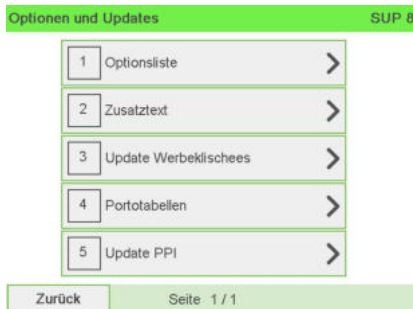 Optionen und Updates SUP 8
1 Optionsliste
2 Zusatztext
3 Update Werbeklischees
4 Portotabellen
5 Update PPI
Zurück Seite 1 / 1